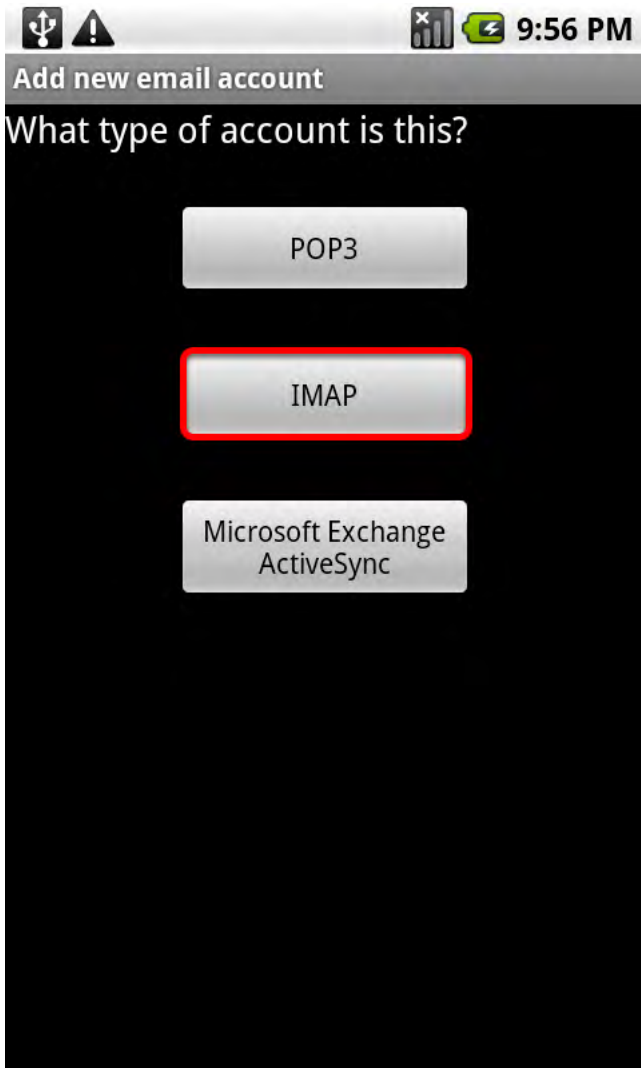 9:56 PM
Add new email account
What type of account is this?
POP3
IMAP
Microsoft Exchange
ActiveSync